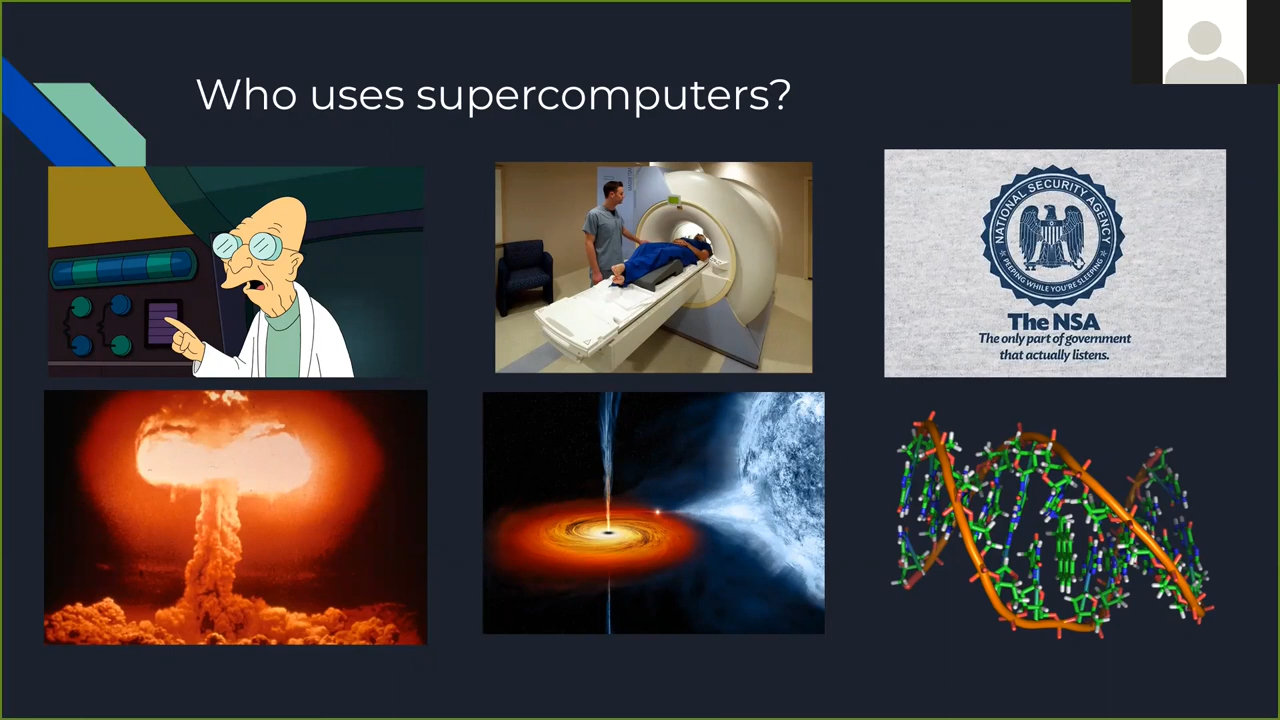 Who uses supercomputers?
NATIONAL SECURITY AGENCY
PEEPING WHILE YOU'RE SLEEPING
The NSA
The only part of government
that actually listens.